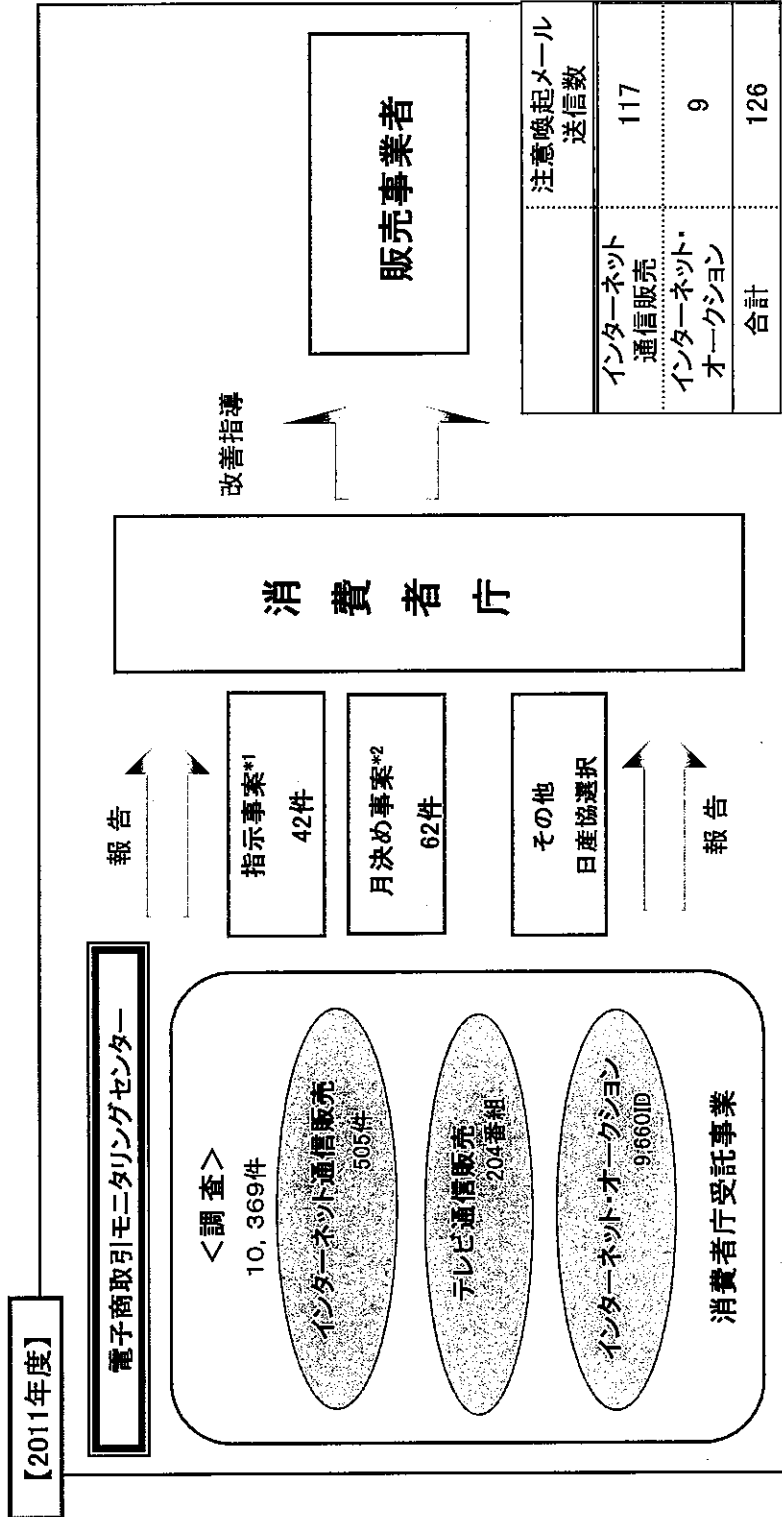 【2011年度】
電子商取引モニタリングセンター
＜調 査＞
10,369件
インターネット通信販売
505件
テレビ通信販売
204番組
インターネット・オークション
9,660ID
消費者庁受託事業
報 告
指示事案*1
42件
月決め事案*2
62件
その他
日産協選択
報 告
消費者庁
改善指導
販売事業者
注意喚起メール
送信数
インターネット
通信販売
117
インターネット・
オークション
9
合計
126